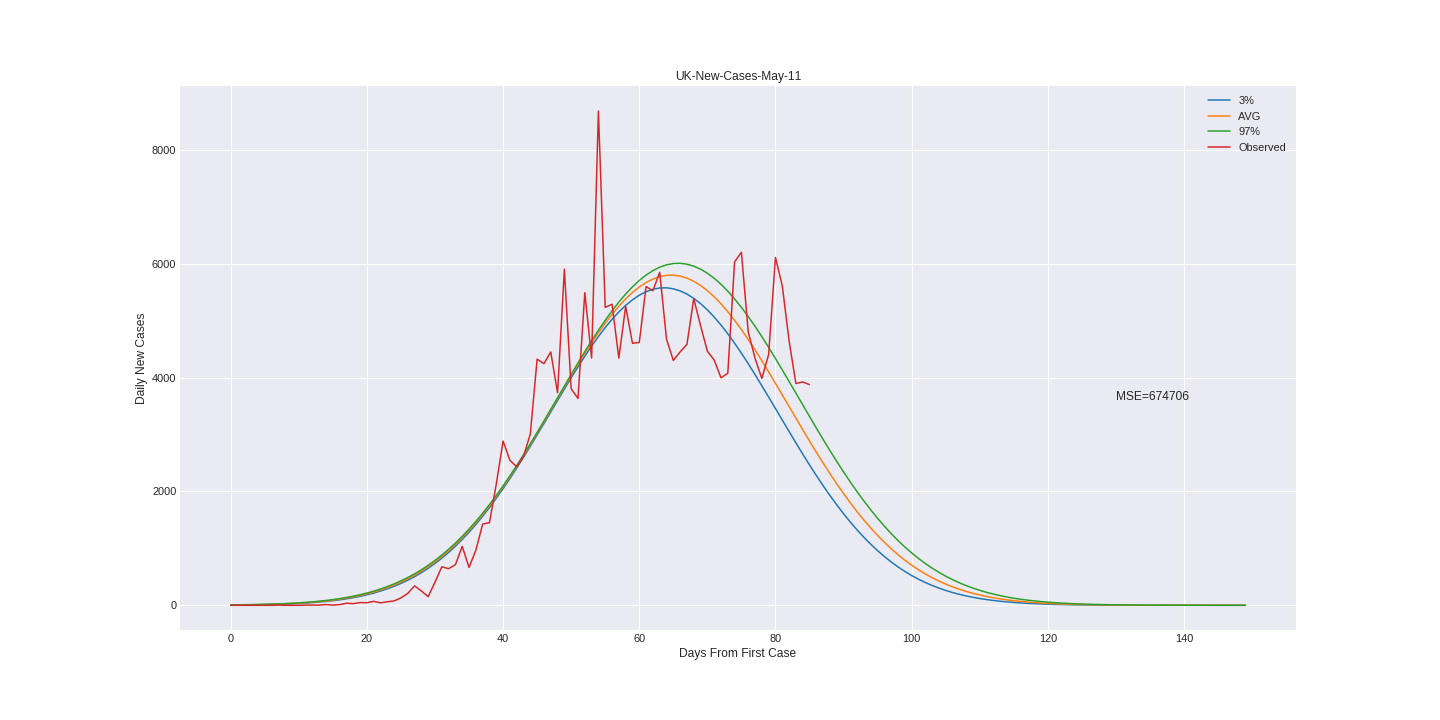 UK-New-Cases-May-11
3%
AVG
97%
Observed
8000
6000
4000
2000
0
Daily New Cases
MSE=674706
0 20 40 60 80 100 120 140
Days From First Case